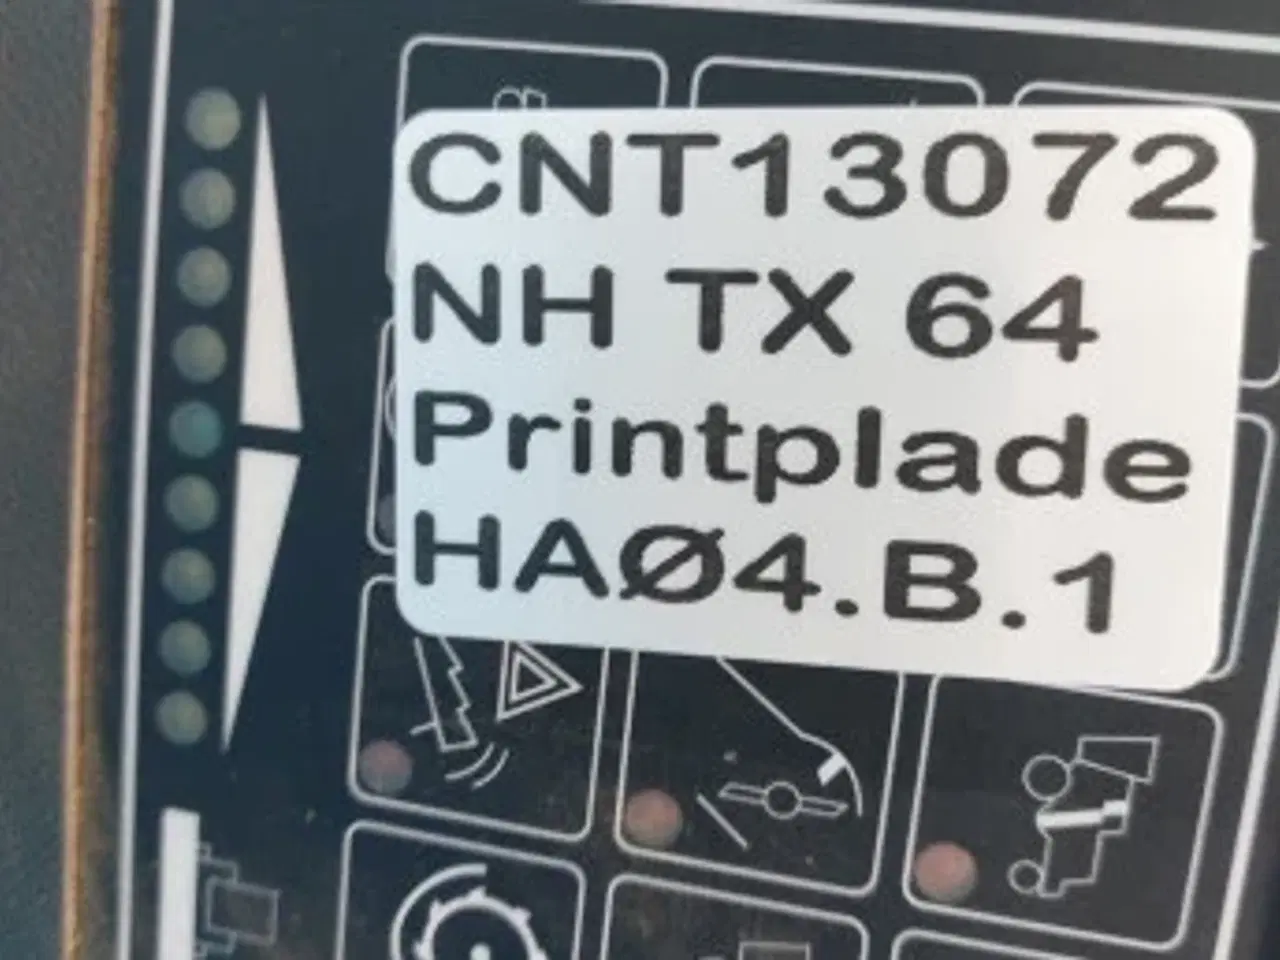 CNT13072
NH TX 64
Printplade
HAØ4.B.1